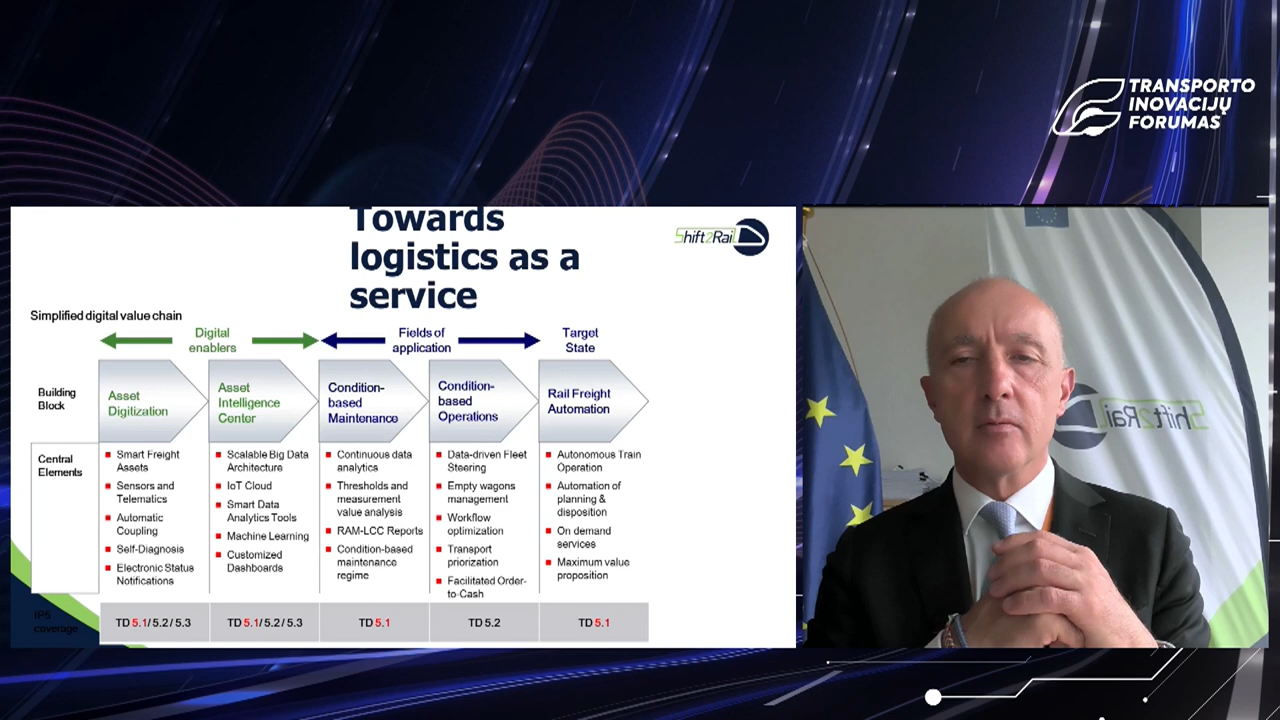 TRANSPORTO
INOVACIJŲ
FORUMAS
Towards
logistics as a
service
Shift2Rail
Simplified digital value chain
Digital
enablers
Fields of
application
Target
State
Building
Block
Asset
Digitization
Asset
Intelligence
Center
Condition-
based
Maintenance
Condition-
based
Operations
Rail Freight
Automation
Central
Elements
Smart Freight
Assets
Sensors and
Telematics
Automatic
Coupling
Self-Diagnosis
Electronic Status
Notifications
Scalable Big Data
Architecture
IoT Cloud
Smart Data
Analytics Tools
Machine Learning
Customized
Dashboards
Continuous data
analytics
Thresholds and
measurement
value analysis
RAM-LCC Reports
Condition-based
maintenance
regime
Data-driven Fleet
Steering
Empty wagons
management
Workflow
optimization
Transport
priorization
Facilitated Order-
to-Cash
Autonomous Train
Operation
Automation of
planning &
disposition
On demand
services
Maximum value
proposition
IP5
coverage
TD 5.1/ 5.2 / 5.3
TD 5.1/ 5.2 / 5.3
TD 5.1
TD 5.2
TD 5.1
Shift2Rail